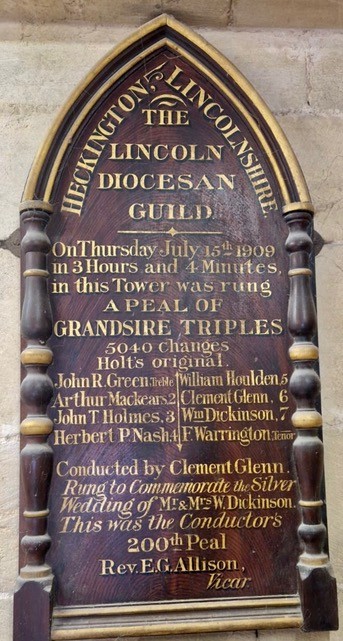 HECKINGTON, LINCOLNSHIRE
THE
LINCOLN
DIOCESAN
GUILD
On Thursday July 15th 1909
in 3 Hours and 4 Minutes,
in this Tower was rung
A PEAL OF
GRANDSIRE TRIPLES
5040 changes
Holt's original.
John R. Green, Treble William Houlden, 5
Arthur Mackears, 2 Clement Glenn, 6
John T. Holmes, 3 Wm Dickinson, 7
Herbert P. Nash, 4 F. Warrington, Tenor
Conducted by Clement Glenn.
Rung to Commemorate the Silver
Wedding of Mr & Mrs W. Dickinson.
This was the Conductors
200th Peal
Rev. E.G. Allison,
Vicar